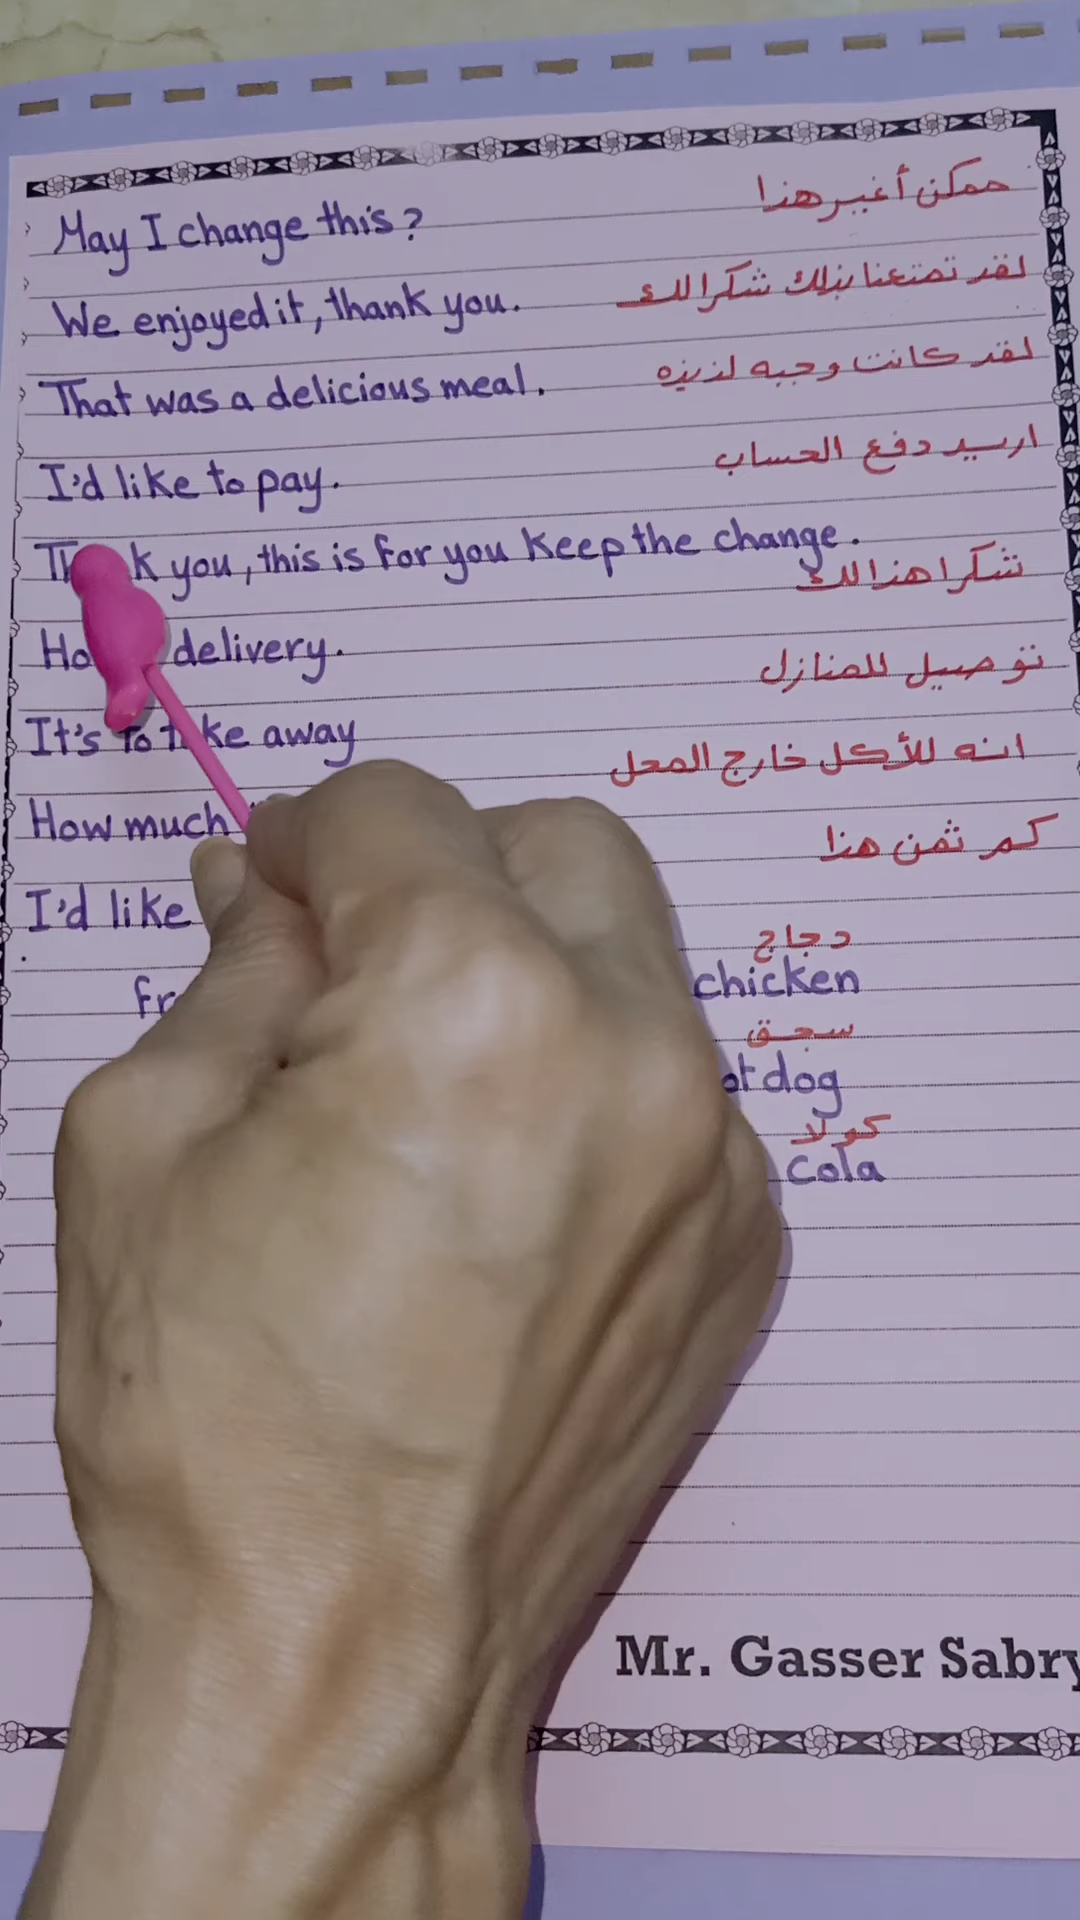 May I change this? ممكن أغير هذا
We enjoyed it, thank you. لقد تمتعنا بذلك شكرا لك
That was a delicious meal. لقد كانت وجبه لذيذه
I'd like to pay. اريد دفع الحساب
you, this is for you Keep the change.
شكرا هذا لك
delivery. توصيل للمنازل
It's To away انه للأكل خارج المحل
How much كم ثمن هذا
I'd like
دجاج
chicken
سجق
dog
كولا
Cola
Mr. Gasser Sabry